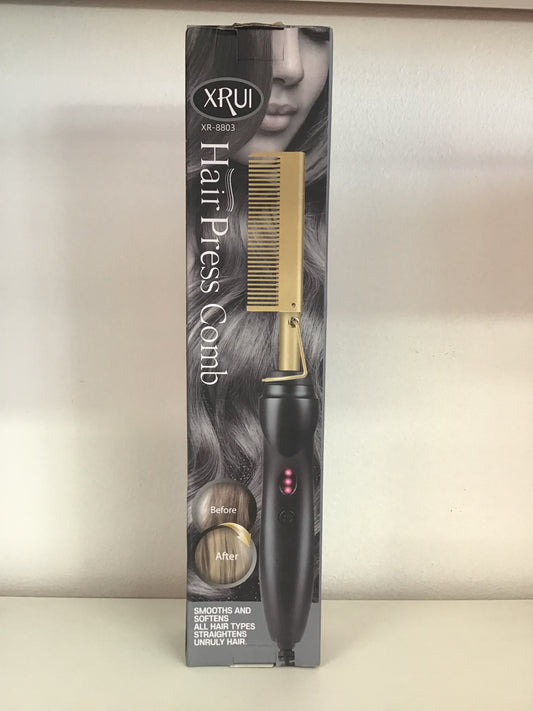 XRUI
XR-8803
Hair Press Comb
Before
After
SMOOTHS AND
SOFTENS
ALL HAIR TYPES
STRAIGHTENS
UNRULY HAIR.